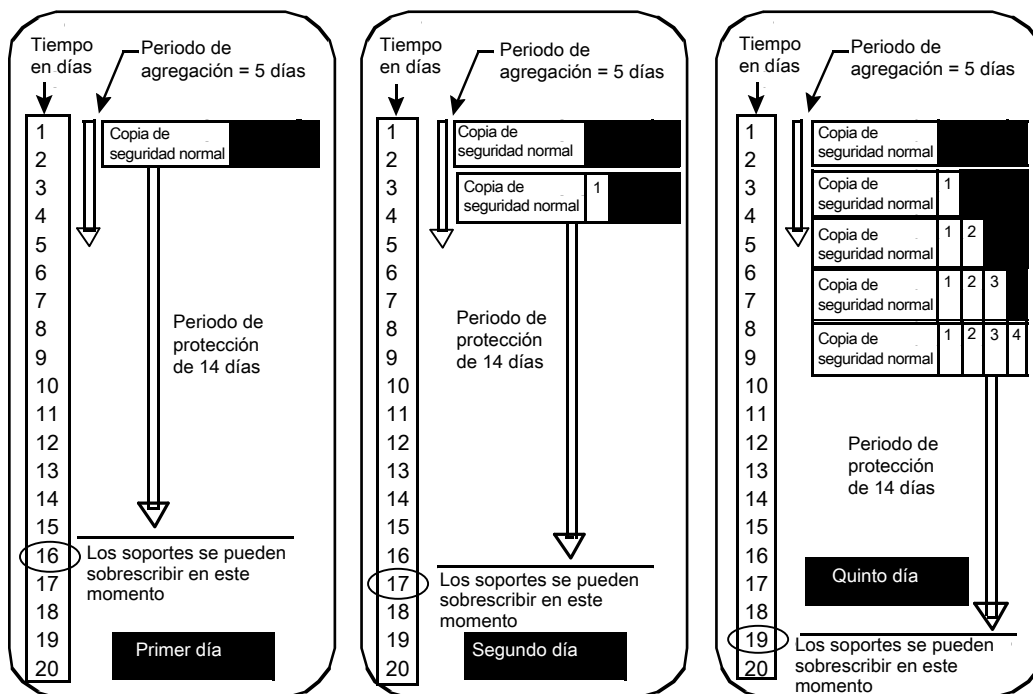 Tiempo
en días
Periodo de
agregación = 5 días
1
2
3
4
5
6
7
8
9
10
11
12
13
14
15
16
17
18
19
20
Copia de
seguridad normal
Periodo de
protección
de 14 días
Los soportes se pueden
sobrescribir en este
momento
Primer día
Tiempo
en días
Periodo de
agregación = 5 días
1
2
3
4
5
6
7
8
9
10
11
12
13
14
15
16
17
18
19
20
Copia de
seguridad normal
Copia de 1
seguridad normal
Periodo de
protección
de 14 días
Los soportes se pueden
sobrescribir en este
momento
Segundo día
Tiempo
en días
Periodo de
agregación = 5 días
1
2
3
4
5
6
7
8
9
10
11
12
13
14
15
16
17
18
19
20
Copia de
seguridad normal
Copia de 1
seguridad normal
Copia de 1 2
seguridad normal
Copia de 1 2 3
seguridad normal
Copia de 1 2 3 4
seguridad normal
Periodo de
protección
de 14 días
Quinto día
Los soportes se pueden
sobrescribir en este
momento